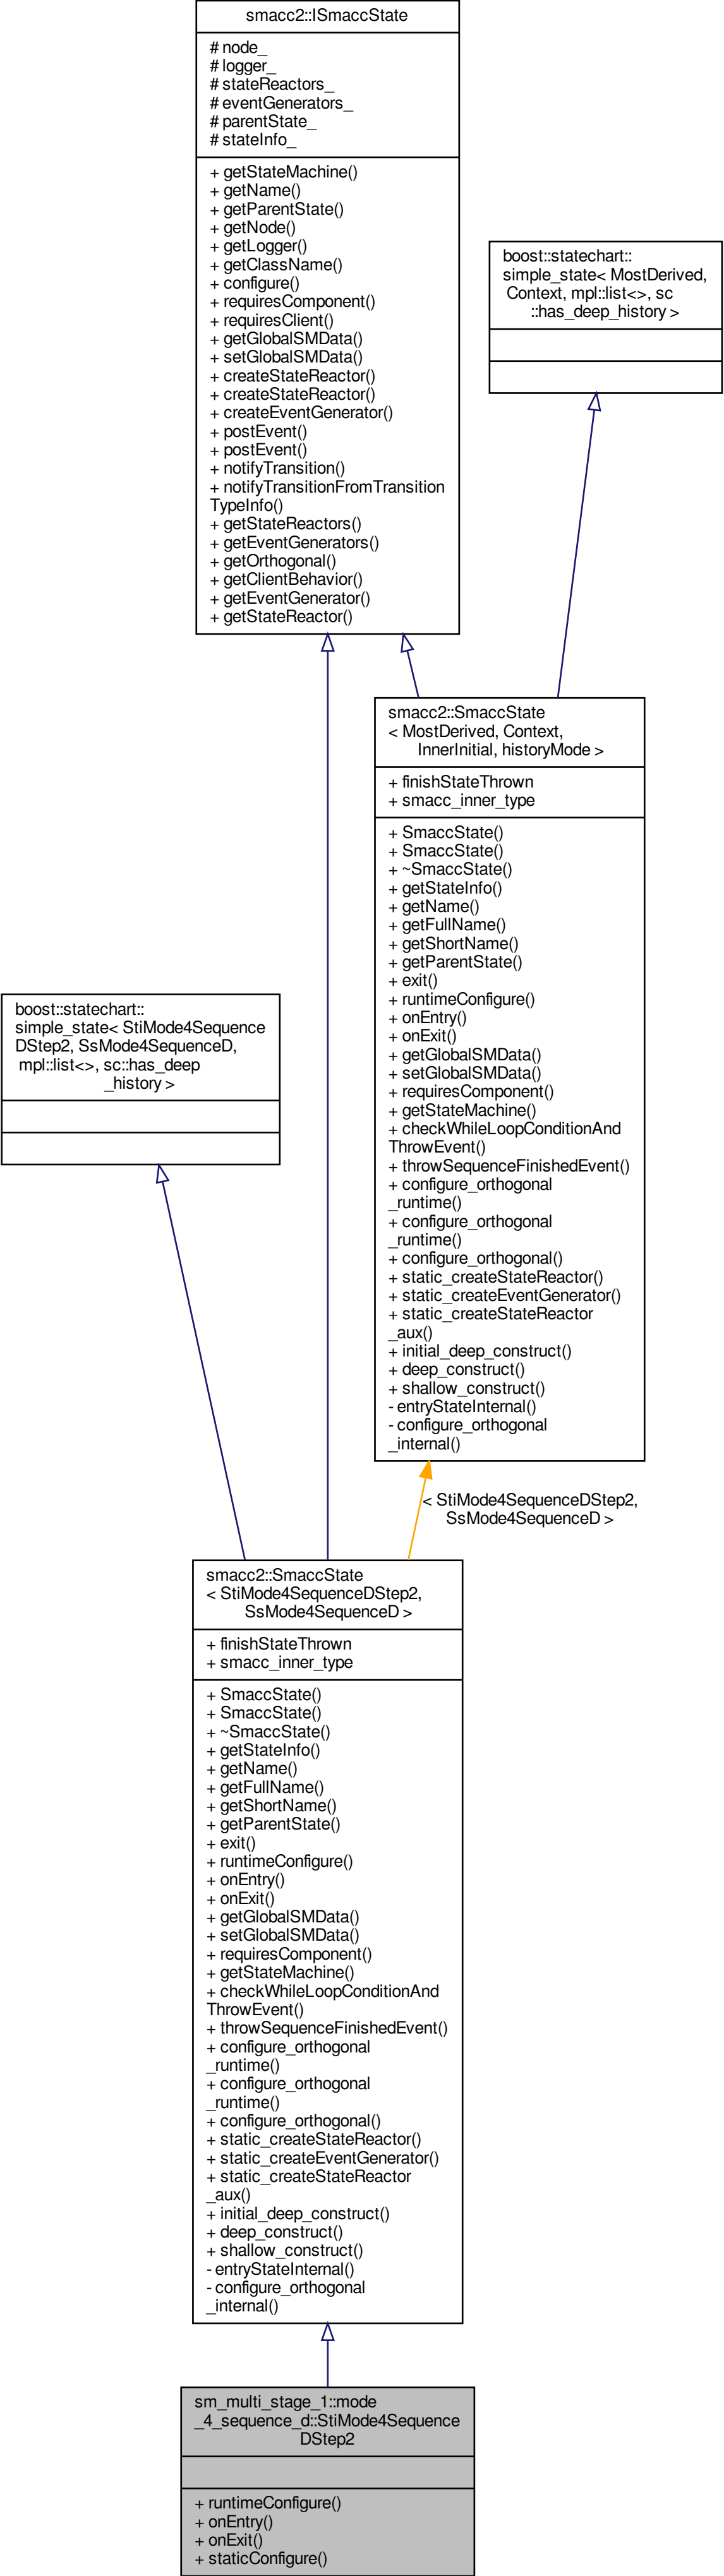 smacc2::ISmaccState
# node_
# logger_
# stateReactors_
# eventGenerators_
# parentState_
# stateInfo_
+ getStateMachine()
+ getName()
+ getParentState()
+ getNode()
+ getLogger()
+ getClassName()
+ configure()
+ requiresComponent()
+ requiresClient()
+ getGlobalSMData()
+ setGlobalSMData()
+ createStateReactor()
+ createStateReactor()
+ createEventGenerator()
+ postEvent()
+ postEvent()
+ notifyTransition()
+ notifyTransitionFromTransition
TypeInfo()
+ getStateReactors()
+ getEventGenerators()
+ getOrthogonal()
+ getClientBehavior()
+ getEventGenerator()
+ getStateReactor()
boost::statechart::
simple_state< MostDerived,
Context, mpl::list<>, sc
::has_deep_history >
smacc2::SmaccState
< MostDerived, Context,
InnerInitial, historyMode >
+ finishStateThrown
+ smacc_inner_type
+ SmaccState()
+ SmaccState()
+ ~SmaccState()
+ getStateInfo()
+ getName()
+ getFullName()
+ getShortName()
+ getParentState()
+ exit()
+ runtimeConfigure()
+ onEntry()
+ onExit()
+ getGlobalSMData()
+ setGlobalSMData()
+ requiresComponent()
+ getStateMachine()
+ checkWhileLoopConditionAnd
ThrowEvent()
+ throwSequenceFinishedEvent()
+ configure_orthogonal
_runtime()
+ configure_orthogonal
_runtime()
+ configure_orthogonal()
+ static_createStateReactor()
+ static_createEventGenerator()
+ static_createStateReactor
_aux()
+ initial_deep_construct()
+ deep_construct()
+ shallow_construct()
- entryStateInternal()
- configure_orthogonal
_internal()
boost::statechart::
simple_state< StiMode4Sequence
DStep2, SsMode4SequenceD,
mpl::list<>, sc::has_deep
_history >
< StiMode4SequenceDStep2,
SsMode4SequenceD >
smacc2::SmaccState
< StiMode4SequenceDStep2,
SsMode4SequenceD >
+ finishStateThrown
+ smacc_inner_type
+ SmaccState()
+ SmaccState()
+ ~SmaccState()
+ getStateInfo()
+ getName()
+ getFullName()
+ getShortName()
+ getParentState()
+ exit()
+ runtimeConfigure()
+ onEntry()
+ onExit()
+ getGlobalSMData()
+ setGlobalSMData()
+ requiresComponent()
+ getStateMachine()
+ checkWhileLoopConditionAnd
ThrowEvent()
+ throwSequenceFinishedEvent()
+ configure_orthogonal
_runtime()
+ configure_orthogonal
_runtime()
+ configure_orthogonal()
+ static_createStateReactor()
+ static_createEventGenerator()
+ static_createStateReactor
_aux()
+ initial_deep_construct()
+ deep_construct()
+ shallow_construct()
- entryStateInternal()
- configure_orthogonal
_internal()
sm_multi_stage_1::mode
_4_sequence_d::StiMode4Sequence
DStep2
+ runtimeConfigure()
+ onEntry()
+ onExit()
+ staticConfigure()